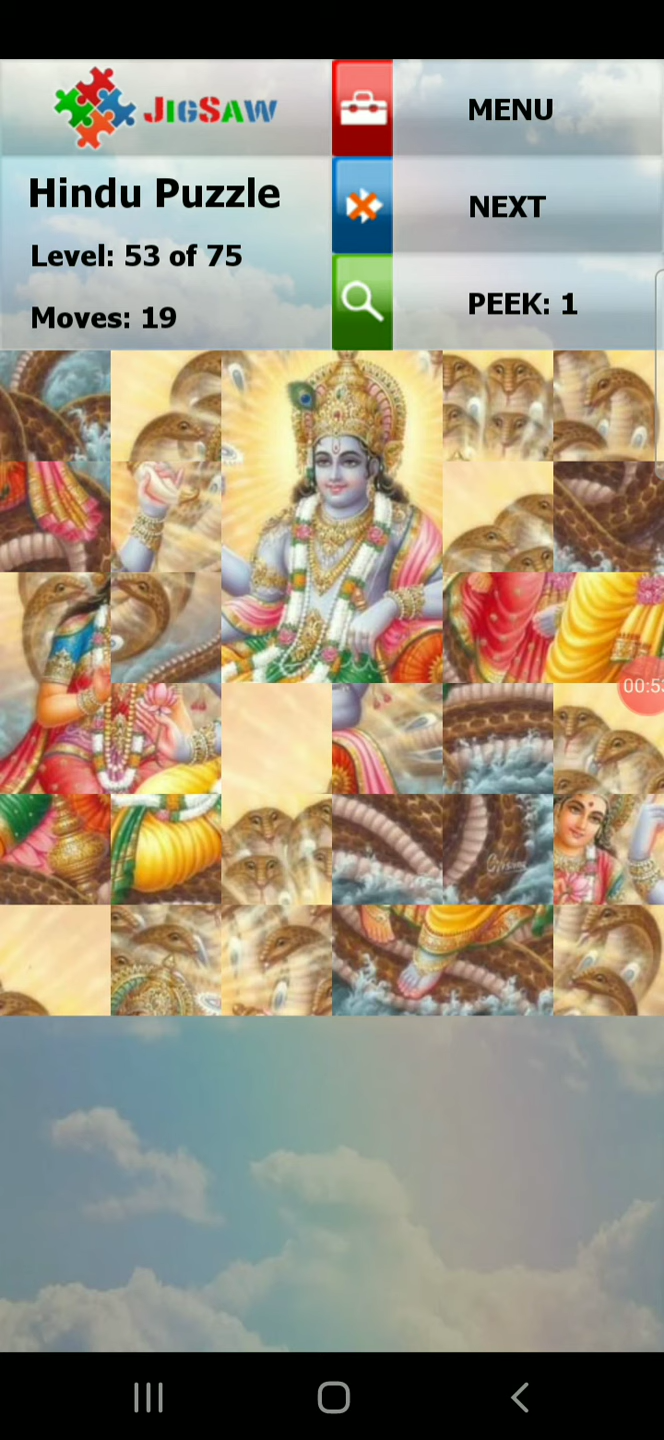 JIGSAW
MENU
Hindu Puzzle
NEXT
Level: 53 of 75
Moves: 19
PEEK: 1